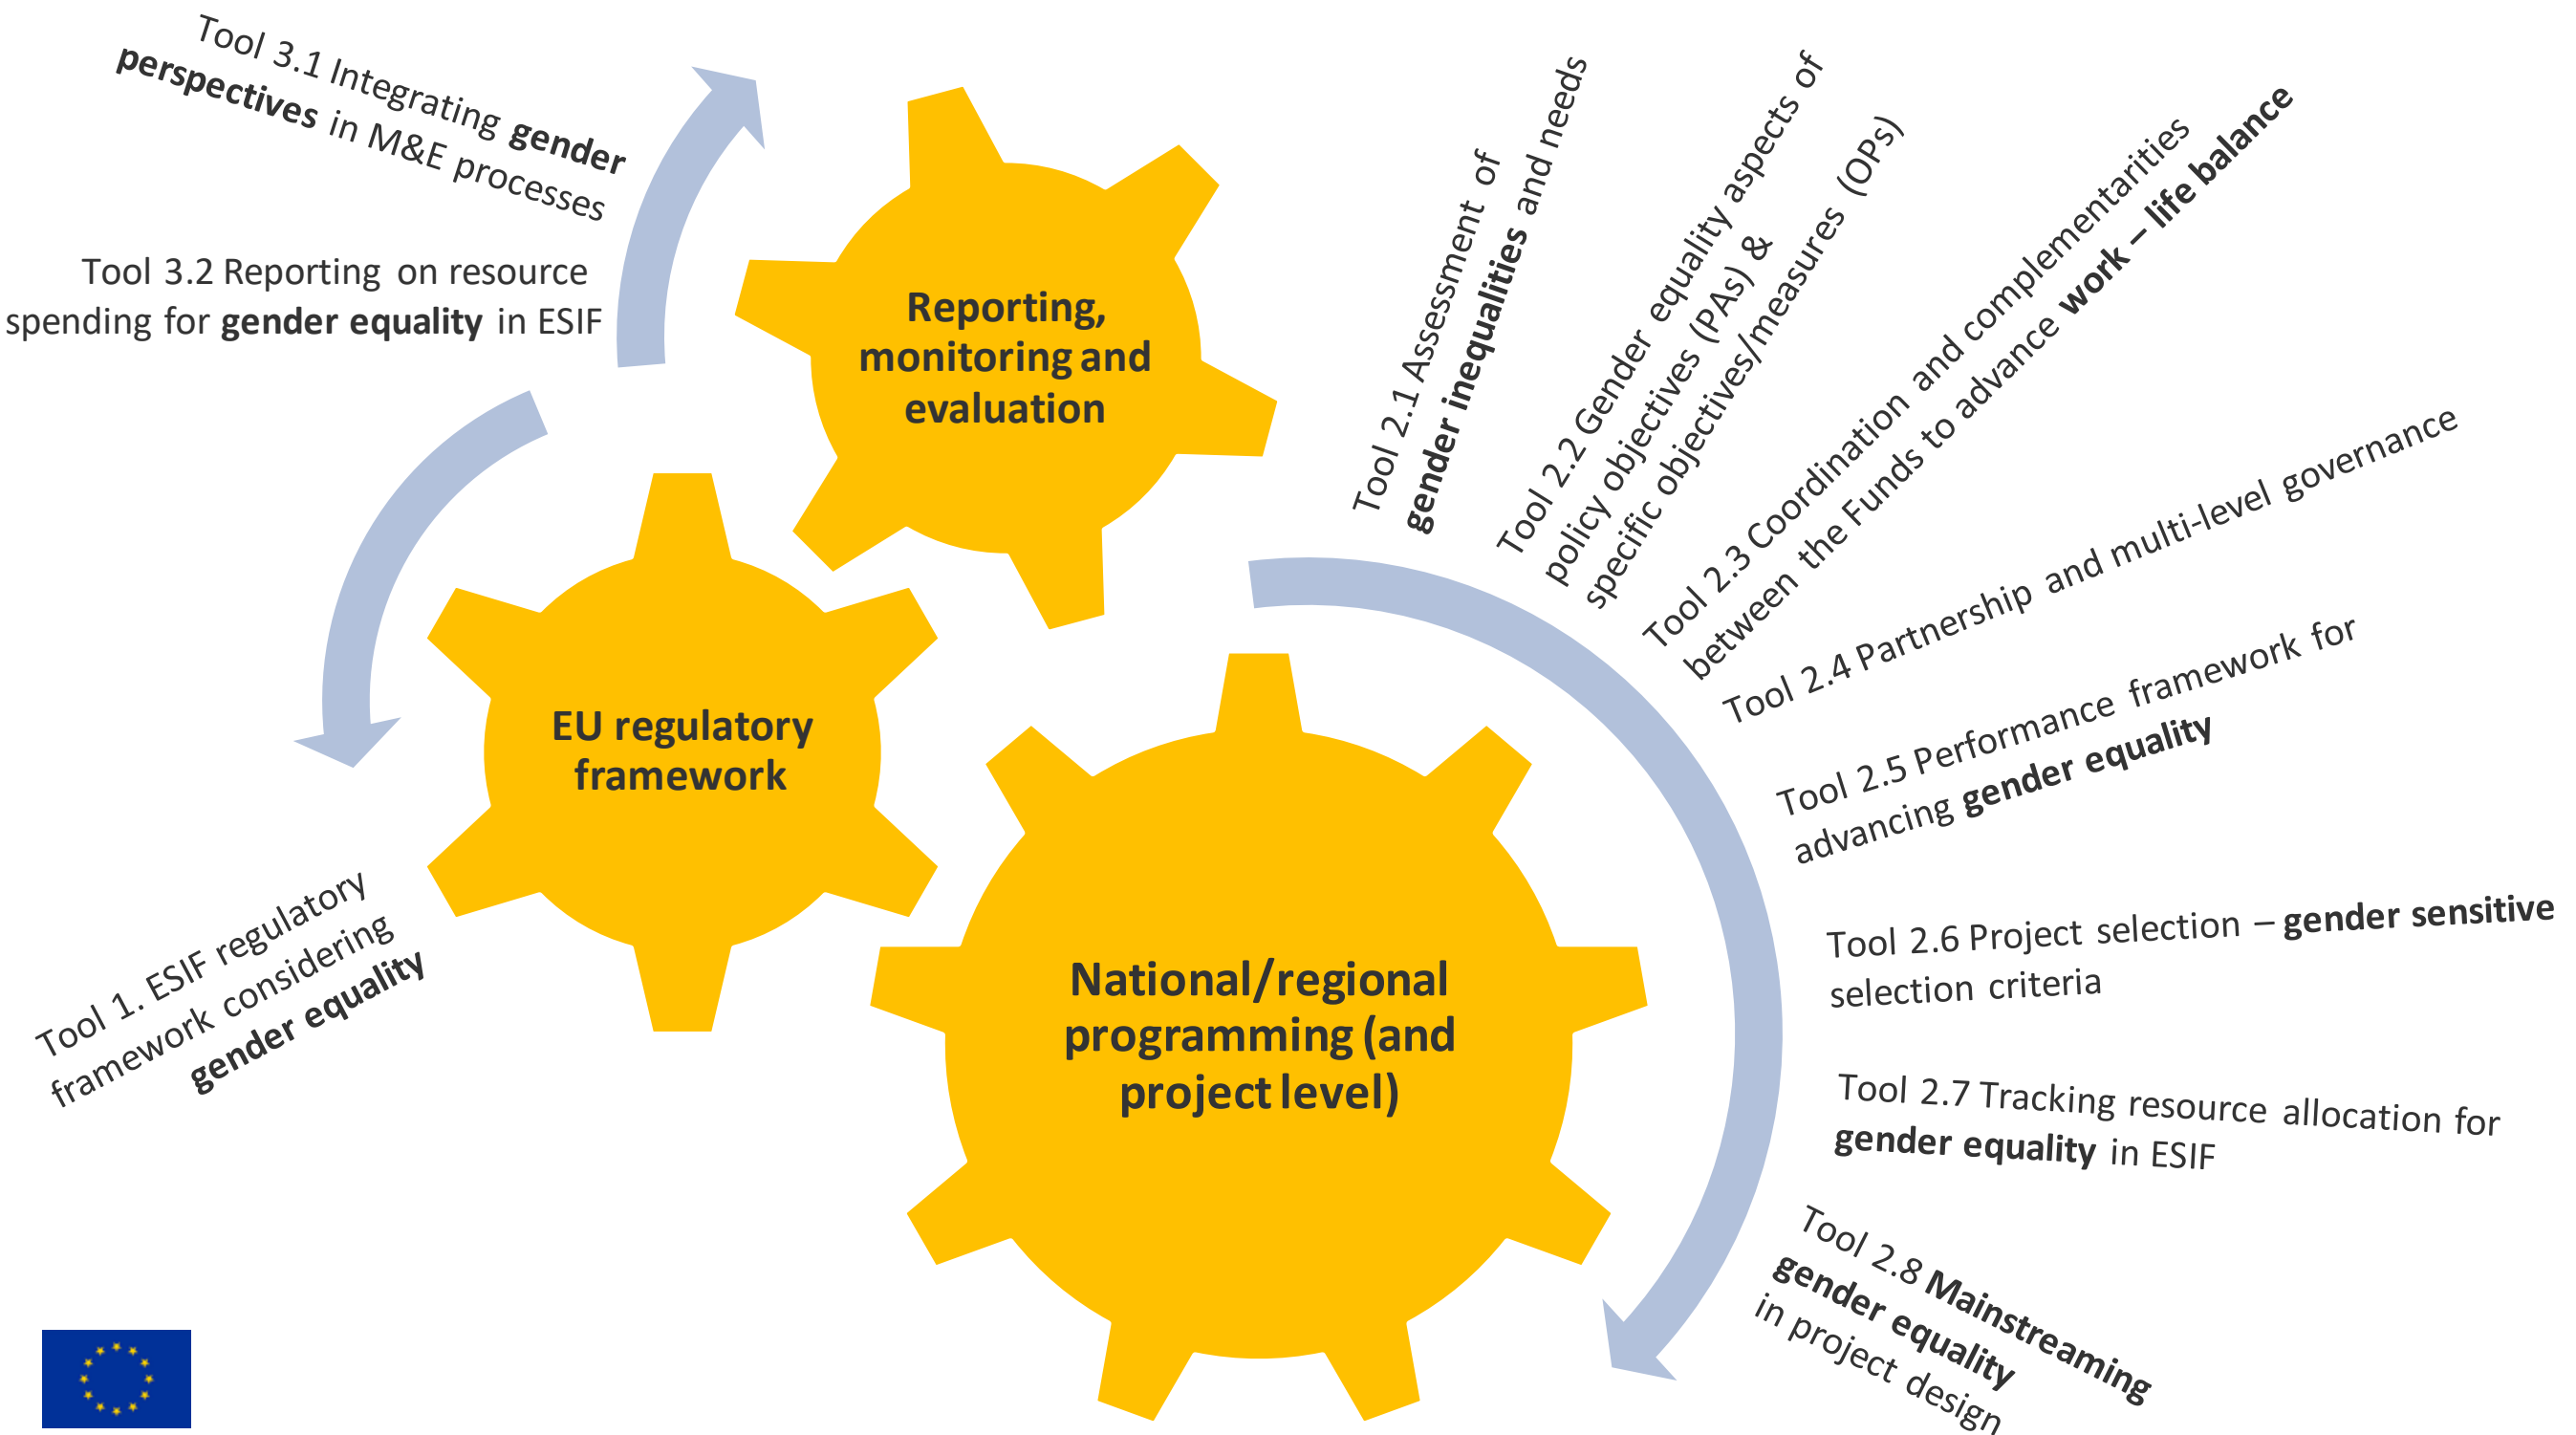 Tool 3.1 Integrating gender
perspectives in M&E processes
Tool 3.2 Reporting on resource
spending for gender equality in ESIF
Reporting,
monitoring and
evaluation
EU regulatory
framework
Tool 1. ESIF regulatory
framework considering
gender equality
National/regional
programming (and
project level)
Tool 2.1 Assessment of
gender inequalities and needs
Tool 2.2 Gender equality aspects of
policy objectives (PAs) &
specific objectives/measures (OPs)
Tool 2.3 Coordination and complementarities
between the Funds to advance work – life balance
Tool 2.4 Partnership and multi-level governance
Tool 2.5 Performance framework for
advancing gender equality
Tool 2.6 Project selection – gender sensitive
selection criteria
Tool 2.7 Tracking resource allocation for
gender equality in ESIF
Tool 2.8 Mainstreaming
gender equality
in project design